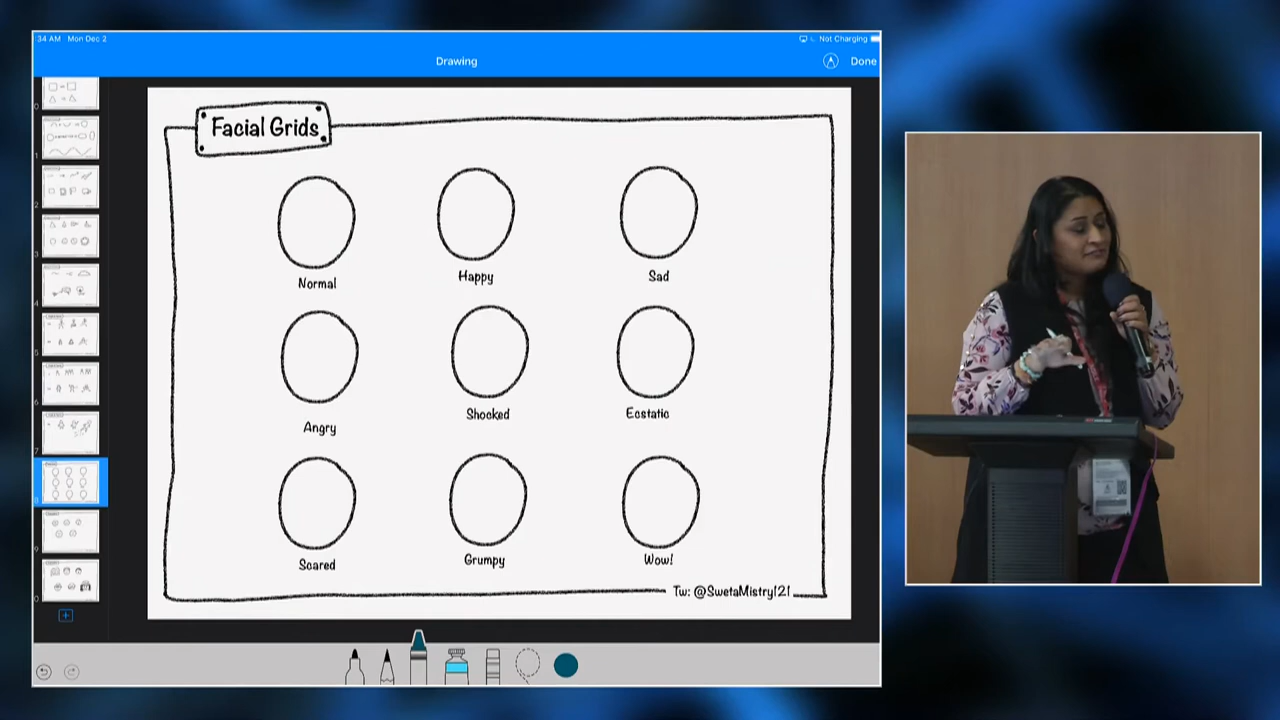 :34 AM Mon Dec 2
Not Charging
Drawing
Done
Facial Grids
Normal
Happy
Sad
Angry
Shocked
Ecstatic
Scared
Grumpy
Wow!
Tw: @SwetaMistry121